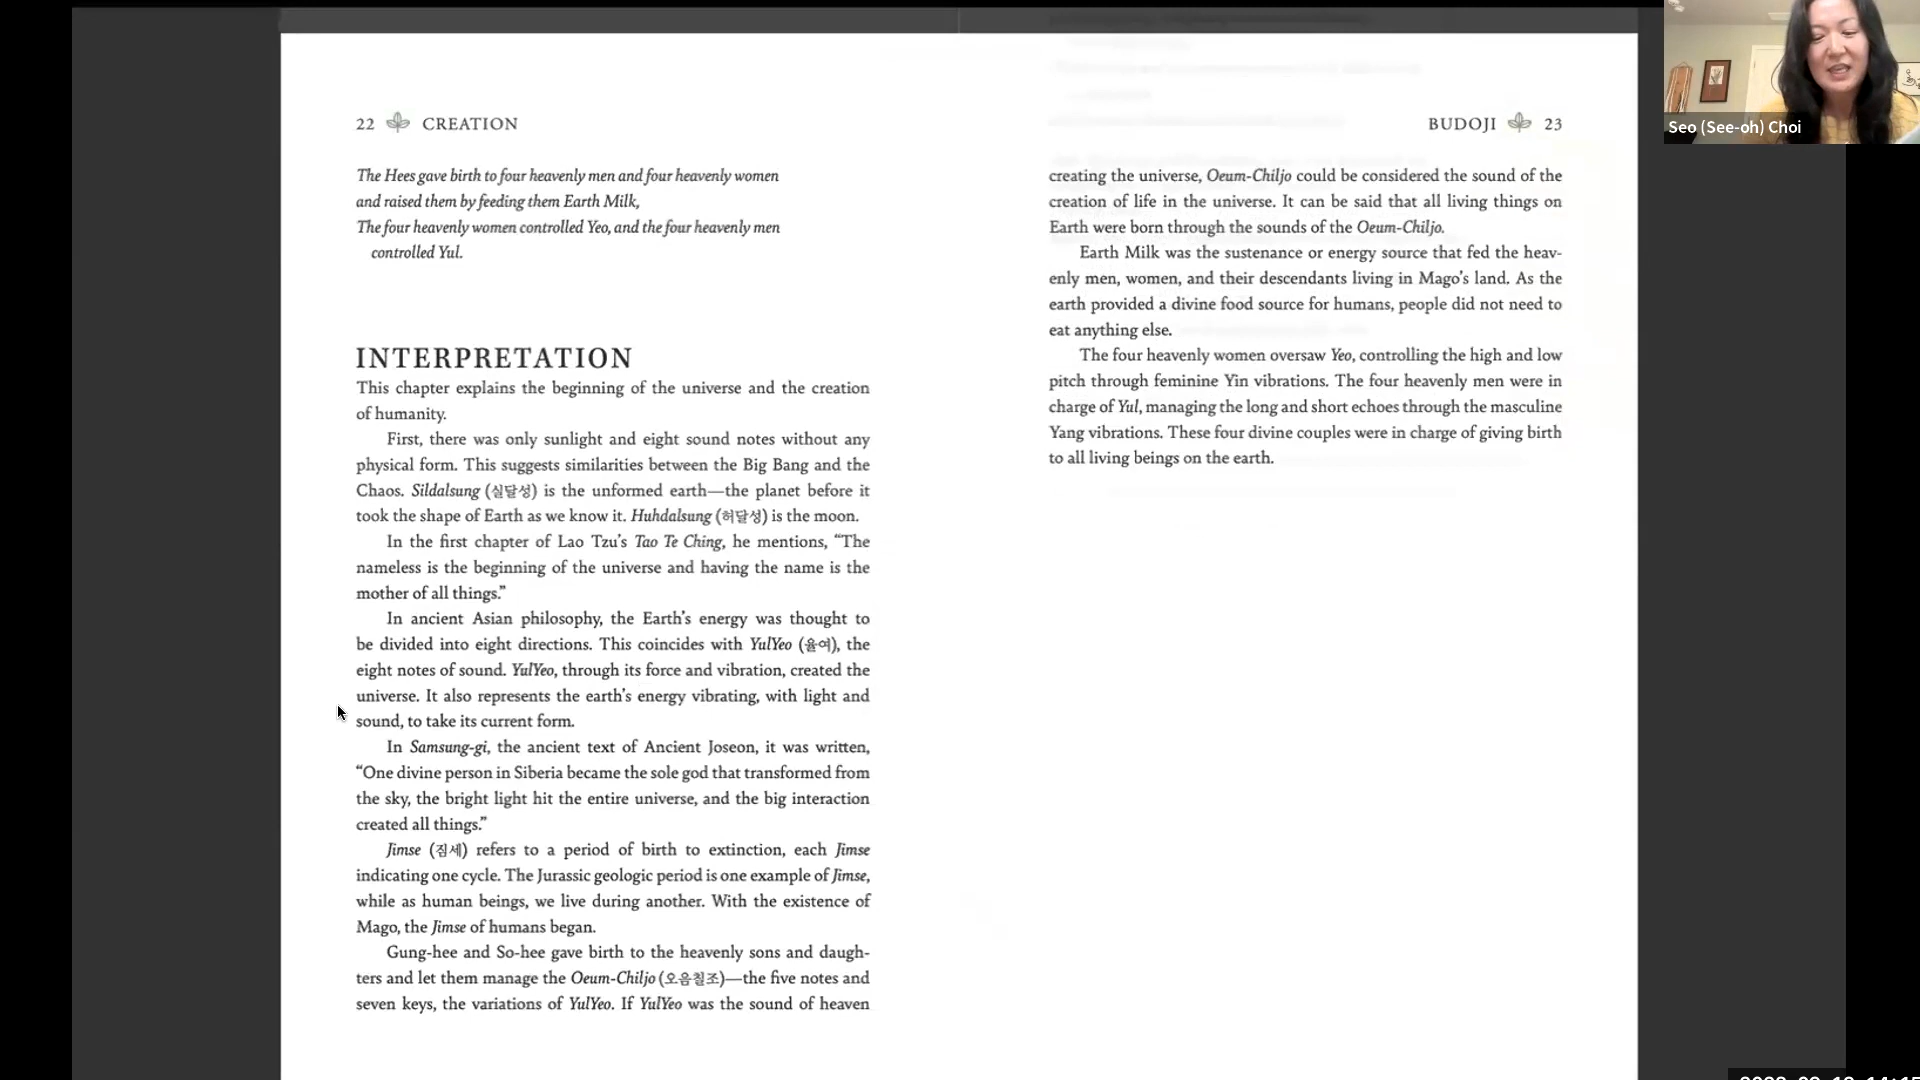 22 CREATION
The Hees gave birth to four heavenly men and four heavenly women
and raised them by feeding them Earth Milk,
The four heavenly women controlled Yeo, and the four heavenly men
controlled Yul.
INTERPRETATION
This chapter explains the beginning of the universe and the creation
of humanity.
First, there was only sunlight and eight sound notes without any
physical form. This suggests similarities between the Big Bang and the
Chaos. Sildalsung (실달성) is the unformed earth—the planet before it
took the shape of Earth as we know it. Huhdalsung (허달셩) is the moon.
In the first chapter of Lao Tzu’s Tao Te Ching, he mentions, “The
nameless is the beginning of the universe and having the name is the
mother of all things.”
In ancient Asian philosophy, the Earth’s energy was thought to
be divided into eight directions. This coincides with YulYeo (율여), the
eight notes of sound. YulYeo, through its force and vibration, created the
universe. It also represents the earth’s energy vibrating, with light and
sound, to take its current form.
In Samsung-gi, the ancient text of Ancient Joseon, it was written,
“One divine person in Siberia became the sole god that transformed from
the sky, the bright light hit the entire universe, and the big interaction
created all things.”
Jimse (짐세) refers to a period of birth to extinction, each Jimse
indicating one cycle. The Jurassic geologic period is one example of Jimse,
while as human beings, we live during another. With the existence of
Mago, the Jimse of humans began.
Gung-hee and So-hee gave birth to the heavenly sons and daugh-
ters and let them manage the Oeum-Chiljo (오음칠조)—the five notes and
seven keys, the variations of YulYeo. If YulYeo was the sound of heaven
BUDOJI 23
creating the universe, Oeum-Chiljo could be considered the sound of the
creation of life in the universe. It can be said that all living things on
Earth were born through the sounds of the Oeum-Chiljo.
Earth Milk was the sustenance or energy source that fed the heav-
enly men, women, and their descendants living in Mago’s land. As the
earth provided a divine food source for humans, people did not need to
eat anything else.
The four heavenly women oversaw Yeo, controlling the high and low
pitch through feminine Yin vibrations. The four heavenly men were in
charge of Yul, managing the long and short echoes through the masculine
Yang vibrations. These four divine couples were in charge of giving birth
to all living beings on the earth.
Seo (See-oh) Choi